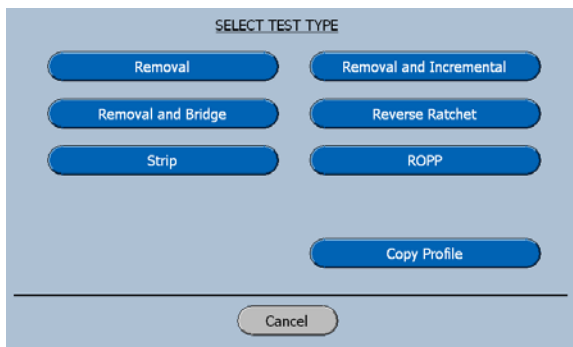 SELECT TEST TYPE
Removal
Removal and Incremental
Removal and Bridge
Reverse Ratchet
Strip
ROPP
Copy Profile
Cancel